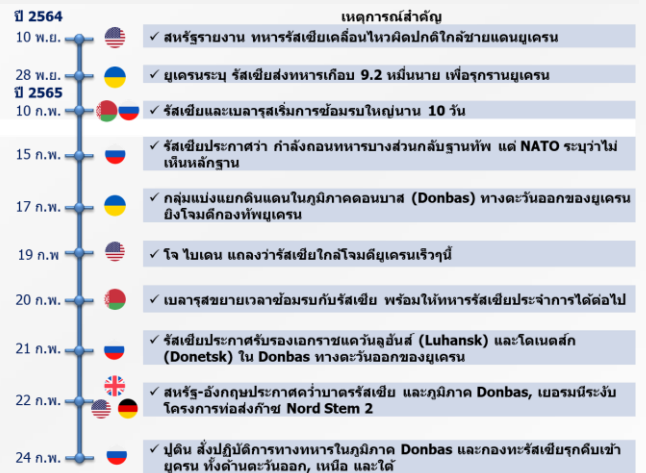 ปี 2564 เหตุการณ์สำคัญ
10 พ.ย. ✓ สหรัฐรายงาน ทหารรัสเซียเคลื่อนไหวผิดปกติใกล้ชายแดนยูเครน
28 พ.ย. ✓ ยูเครนระบุ รัสเซียส่งทหารเกือบ 9.2 หมื่นนาย เพื่อรุกรานยูเครน
ปี 2565
10 ก.พ. ✓ รัสเซียและเบลารุสเริ่มการซ้อมรบใหญ่นาน 10 วัน
15 ก.พ. ✓ รัสเซียประกาศว่า กำลังถอนทหารบางส่วนกลับฐานทัพ แต่ NATO ระบุว่าไม่
เห็นหลักฐาน
17 ก.พ. ✓ กลุ่มแบ่งแยกดินแดนในภูมิภาคดอนบาส (Donbas) ทางตะวันออกของยูเครน
ยิงโจมตีกองทัพยูเครน
19 ก.พ ✓ โจ ไบเดน แถลงว่ารัสเซียใกล้โจมตียูเครนเร็วๆนี้
20 ก.พ. ✓ เบลารุสขยายเวลาซ้อมรบกับรัสเซีย พร้อมให้ทหารรัสเซียประจำการได้ต่อไป
21 ก.พ. ✓ รัสเซียประกาศรับรองเอกราชแคว้นลูฮันส์ (Luhansk) และโดเนตส์ก
(Donetsk) ใน Donbas ทางตะวันออกของยูเครน
22 ก.พ. ✓ สหรัฐ-อังกฤษประกาศคว่ำบาตรรัสเซีย และภูมิภาค Donbas, เยอรมนีระงับ
โครงการท่อส่งก๊าซ Nord Stem 2
24 ก.พ. ✓ ปูติน สั่งปฏิบัติการทางทหารในภูมิภาค Donbas และกองทะรัสเซียรุกคืบเข้า
ยูครน ทั้งด้านตะวันออก, เหนือ และใต้